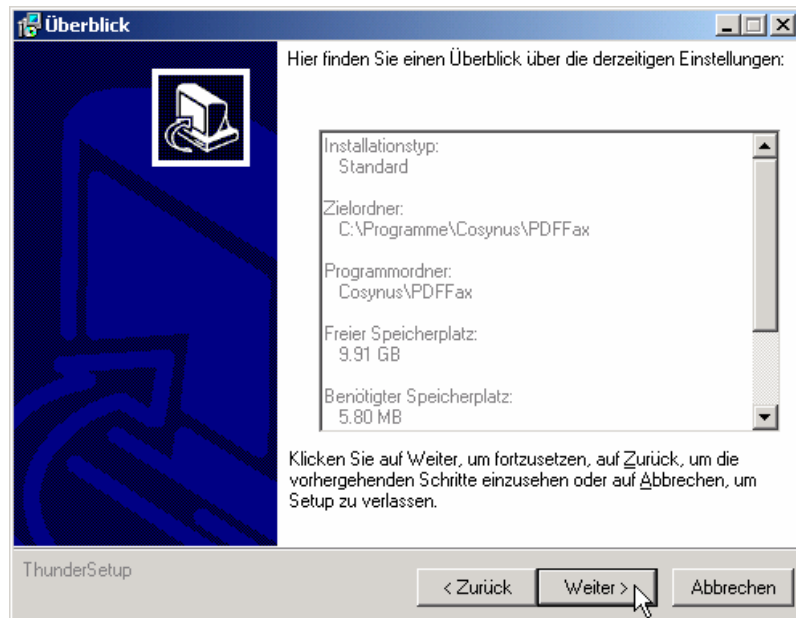 Überblick
Hier finden Sie einen Überblick über die derzeitigen Einstellungen:
Installationstyp:
Standard
Zielordner:
C:\Programme\Cosynus\PDFFax
Programmordner:
Cosynus\PDFFax
Freier Speicherplatz:
9.91 GB
Benötigter Speicherplatz:
5.80 MB
Klicken Sie auf Weiter, um fortzusetzen, auf Zurück, um die
vorhergehenden Schritte einzusehen oder auf Abbrechen, um
Setup zu verlassen.
ThunderSetup
< Zurück Weiter > Abbrechen